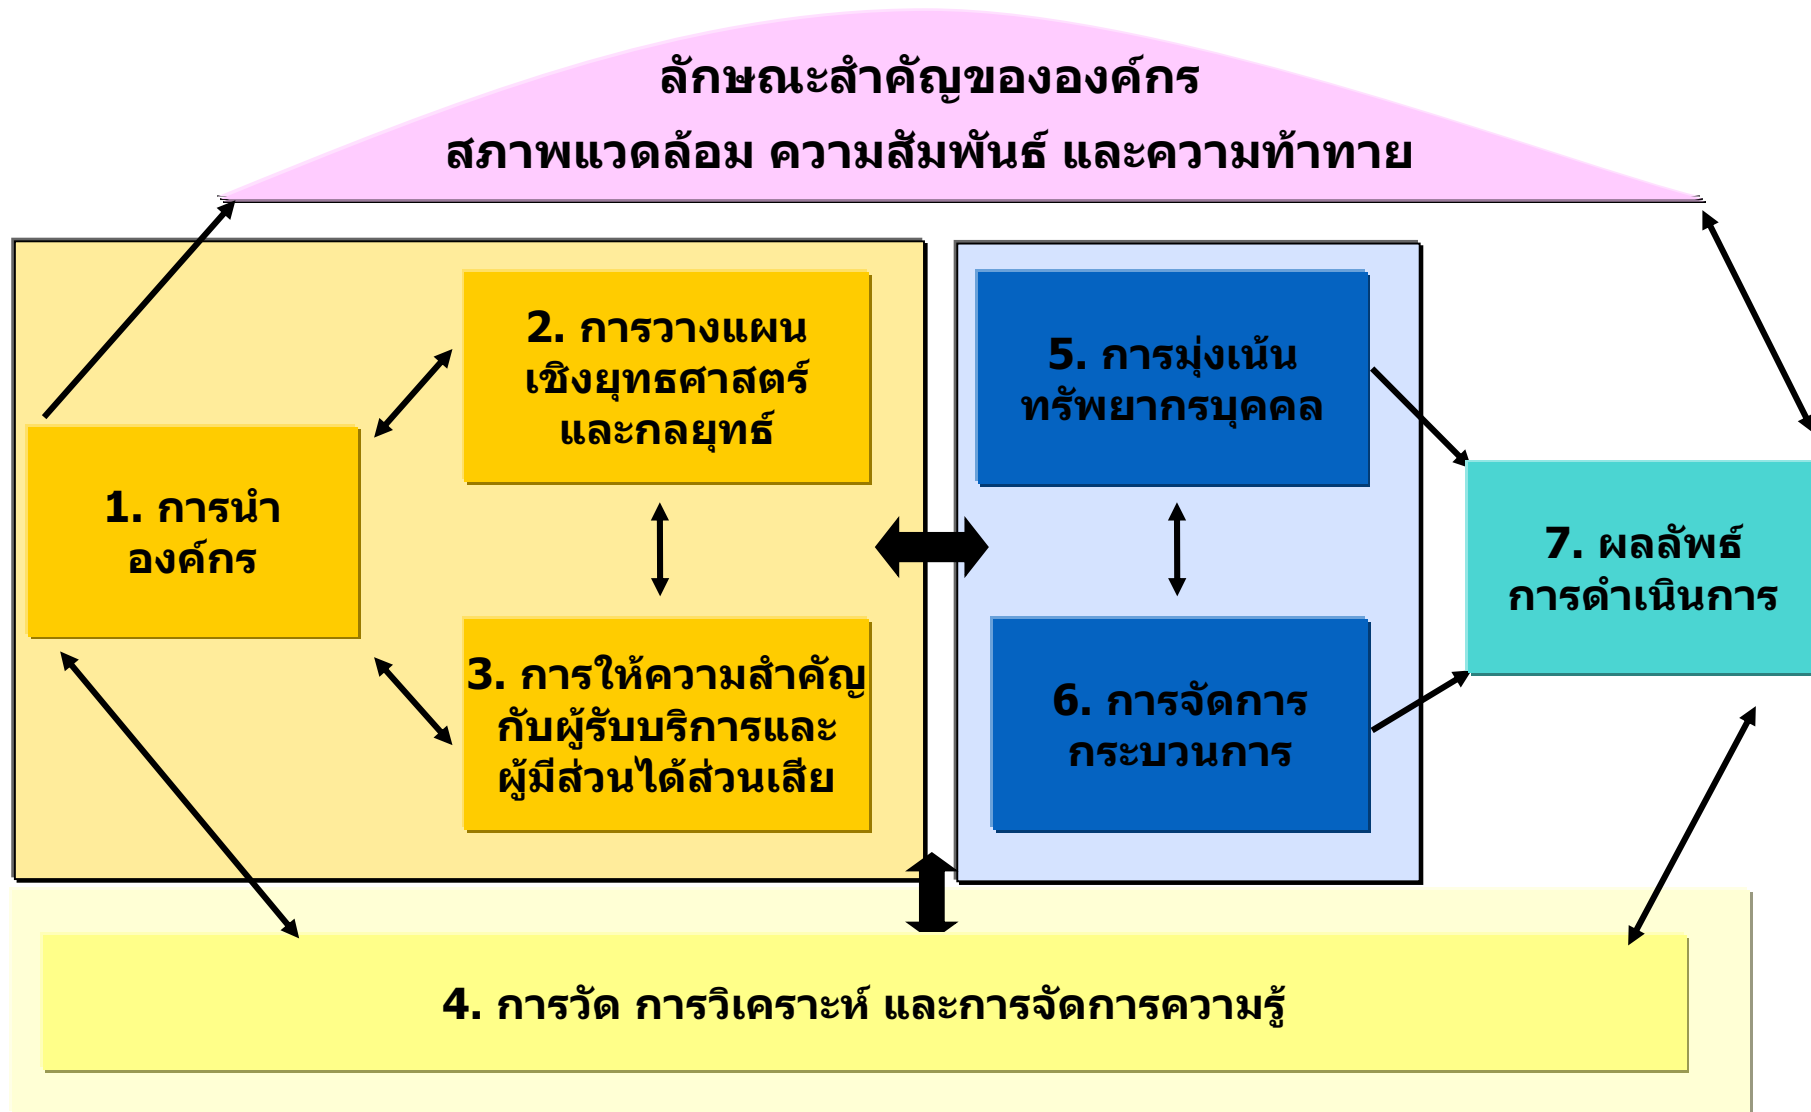 ลักษณะสำคัญขององค์กร
สภาพแวดล้อม ความสัมพันธ์ และความท้าทาย
1. การนำ
องค์กร
2. การวางแผน
เชิงยุทธศาสตร์
และกลยุทธ์
3. การให้ความสำคัญ
กับผู้รับบริการและ
ผู้มีส่วนได้ส่วนเสีย
5. การมุ่งเน้น
ทรัพยากรบุคคล
6. การจัดการ
กระบวนการ
7. ผลลัพธ์
การดำเนินการ
4. การวัด การวิเคราะห์ และการจัดการความรู้